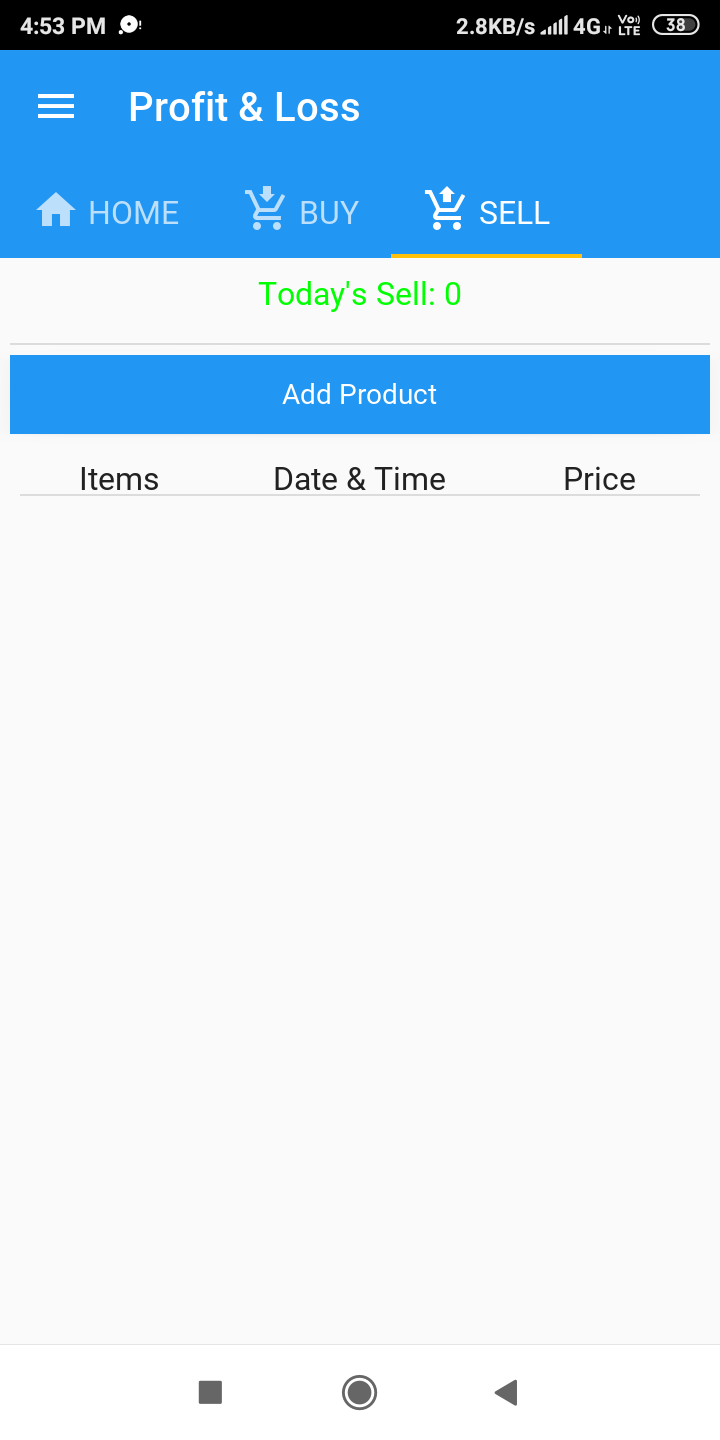 4:53 PM 2.8KB/s 4G Vo) LTE 38
Profit & Loss
HOME BUY SELL
Today's Sell: 0
Add Product
Items Date & Time Price